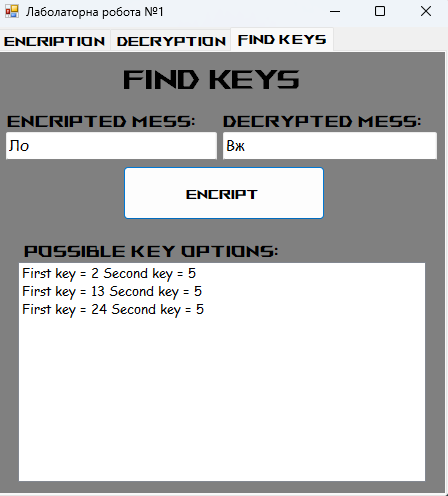 Лаболаторна робота №1
ENCRIPTION DECRYPTION FIND KEYS
FIND KEYS
ENCRIPTED MESS: DECRYPTED MESS:
Ло Вж
ENCRIPT
POSSIBLE KEY OPTIONS:
First key = 2 Second key = 5
First key = 13 Second key = 5
First key = 24 Second key = 5